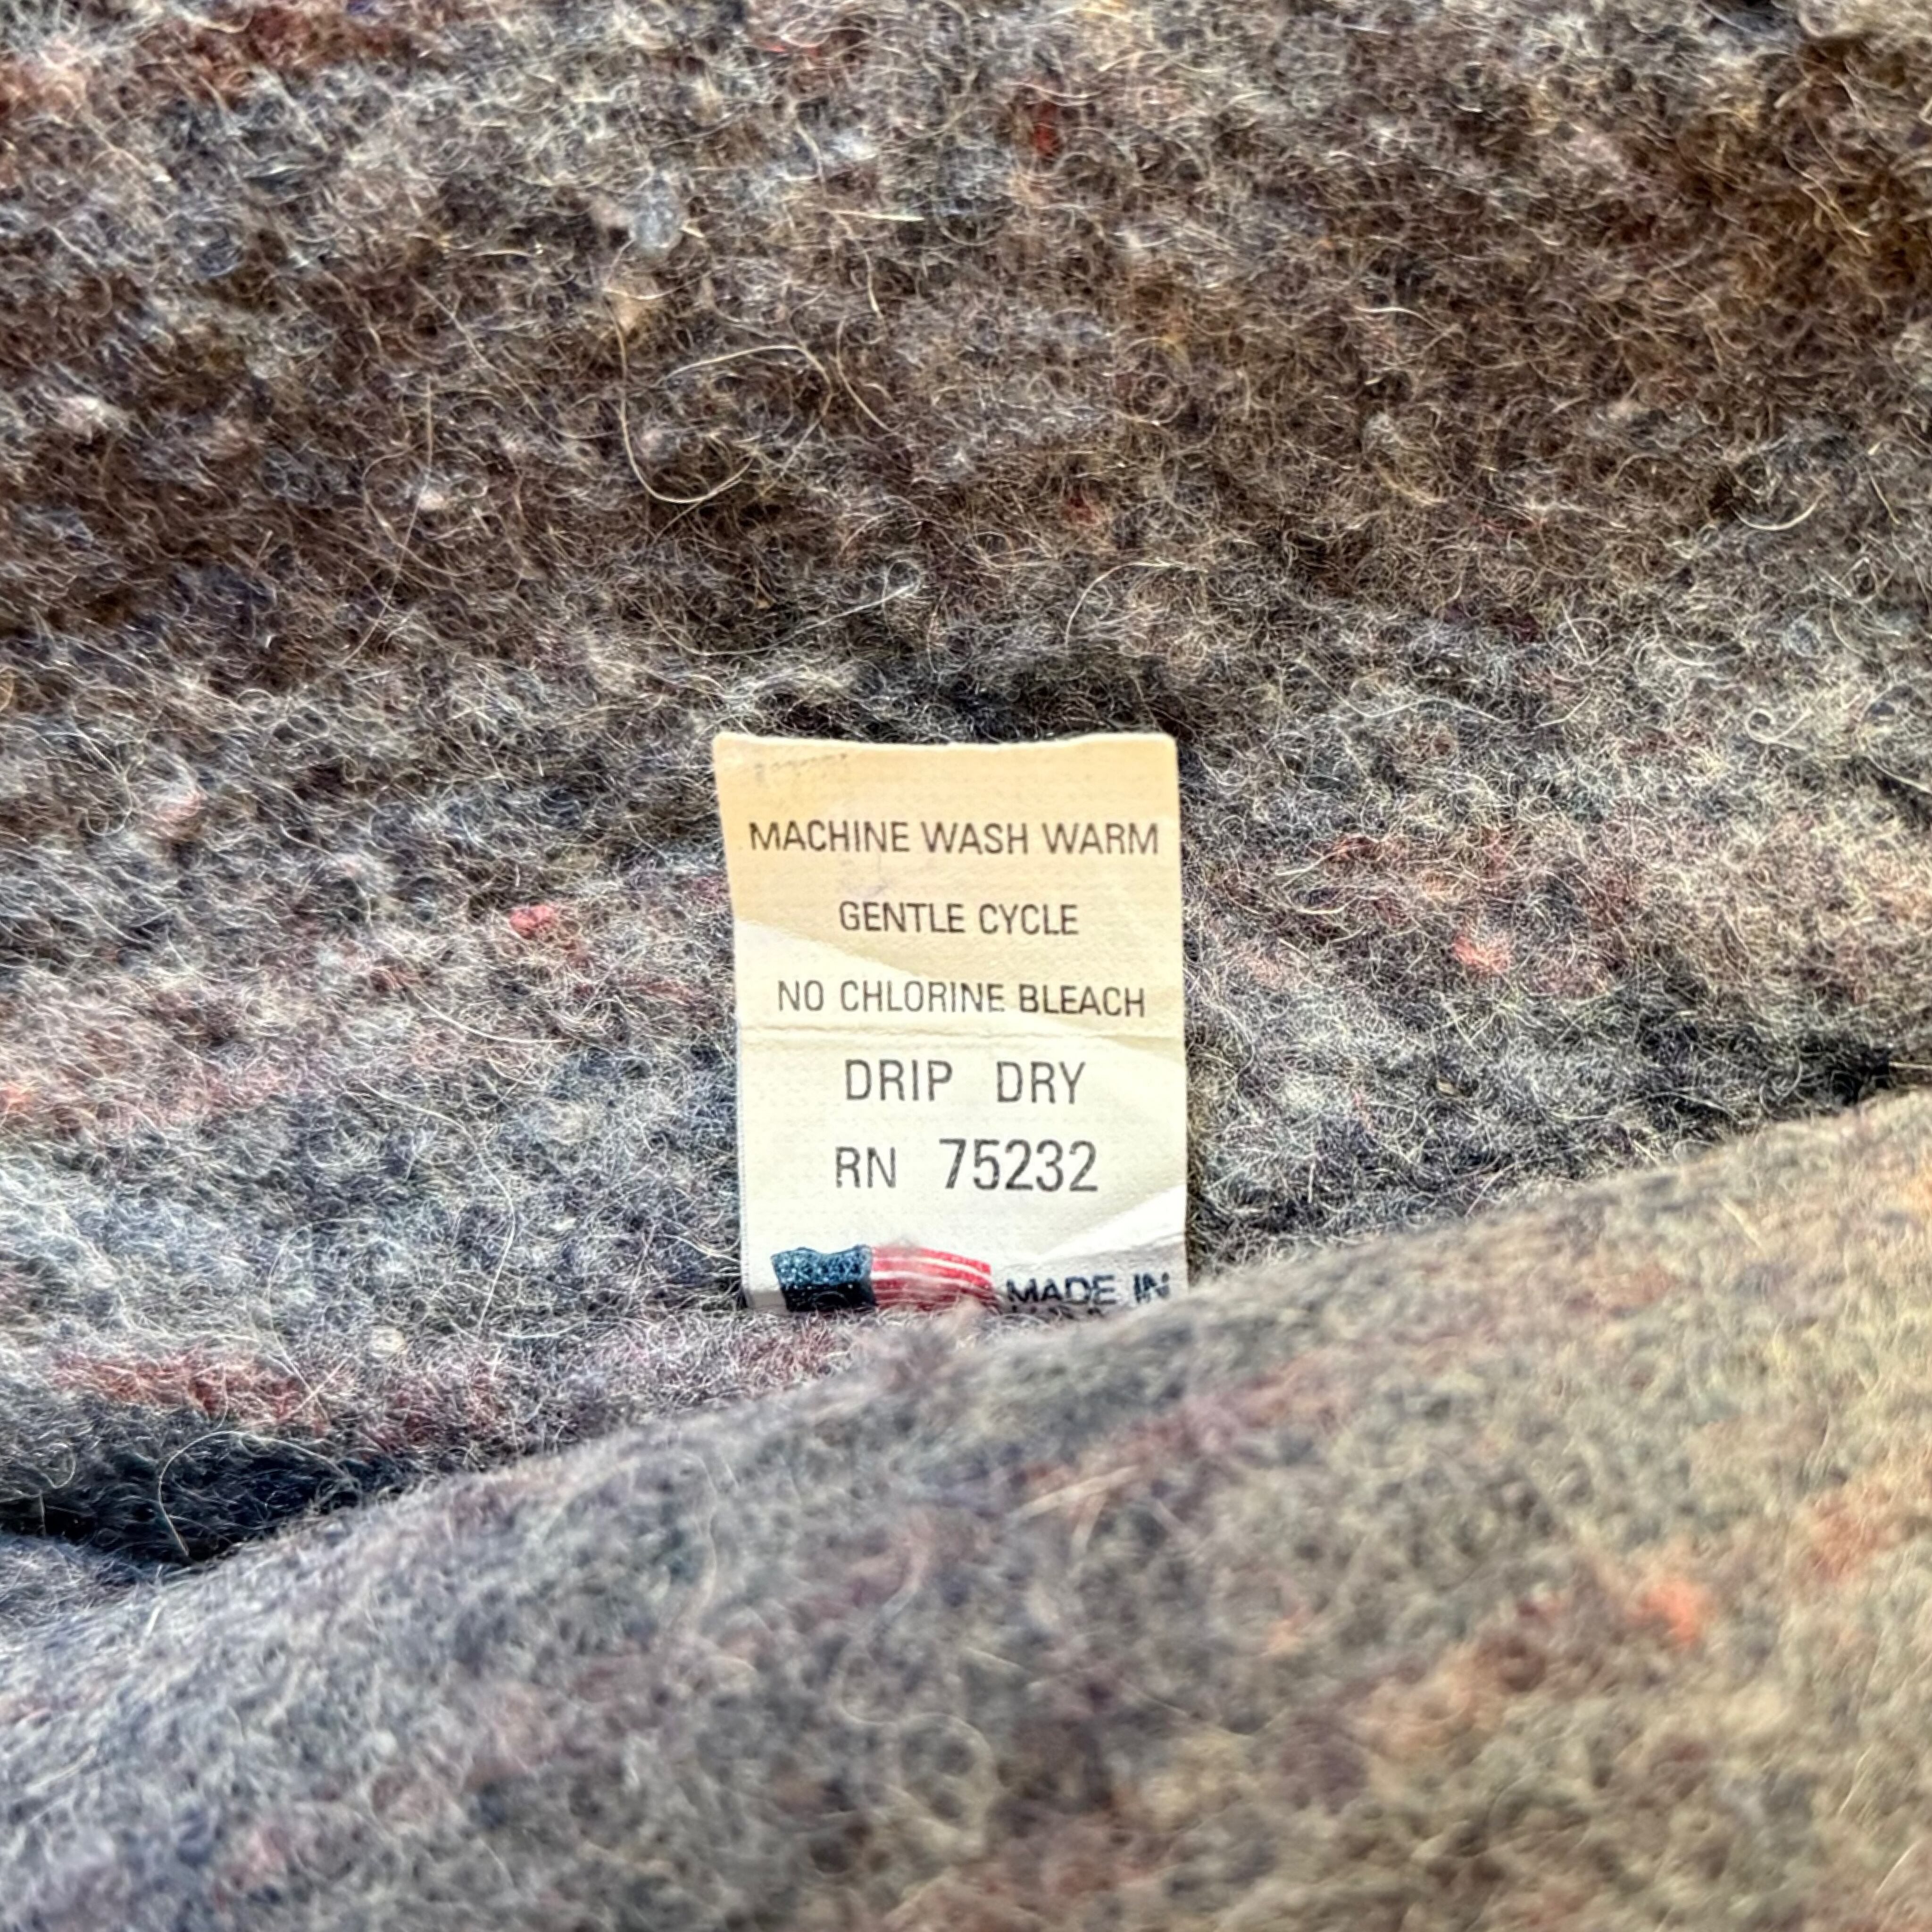 MACHINE WASH WARM
GENTLE CYCLE
NO CHLORINE BLEACH
DRIP DRY
RN 75232
MADE IN